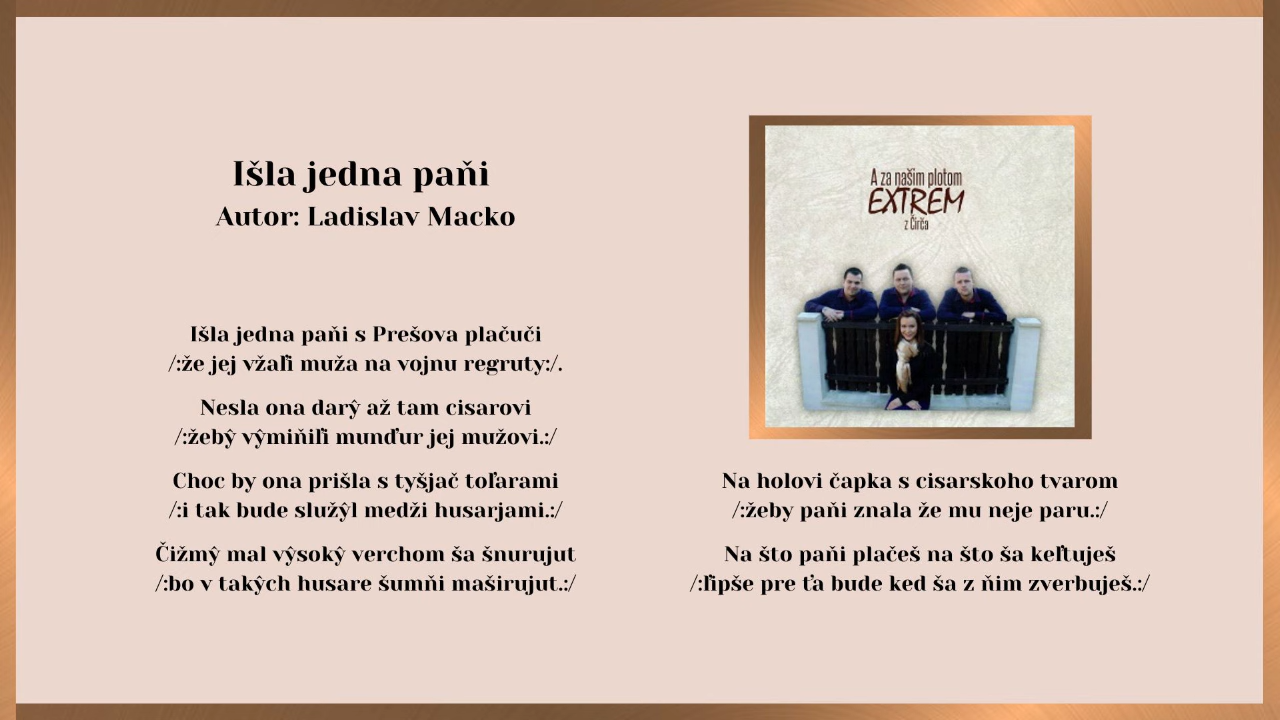 Išla jedna paňi
Autor: Ladislav Macko
Išla jedna paňi s Prešova plačuči
/:že jej vžaľi muža na vojnu regruty:/.
Nesla ona darŷ až tam cisarovi
/:žebŷ vŷmiňiľi munďur jej mužovi.:/
Choc by ona prišla s tyšjač toľarami
/:i tak bude služŷl medži husarjami.:/
Čižmŷ mal vŷsokŷ verchom ša šnurujut
/:bo v takŷch husare šumňi maširujut.:/
A za našim plotom
EXTREM
z Čirča
Na holovi čapka s cisarskoho tvarom
/:žeby paňi znala že mu neje paru.:/
Na što paňi plačeš na što ša keľtuješ
/:ľipše pre ťa bude ked ša z ňim zverbuješ.:/